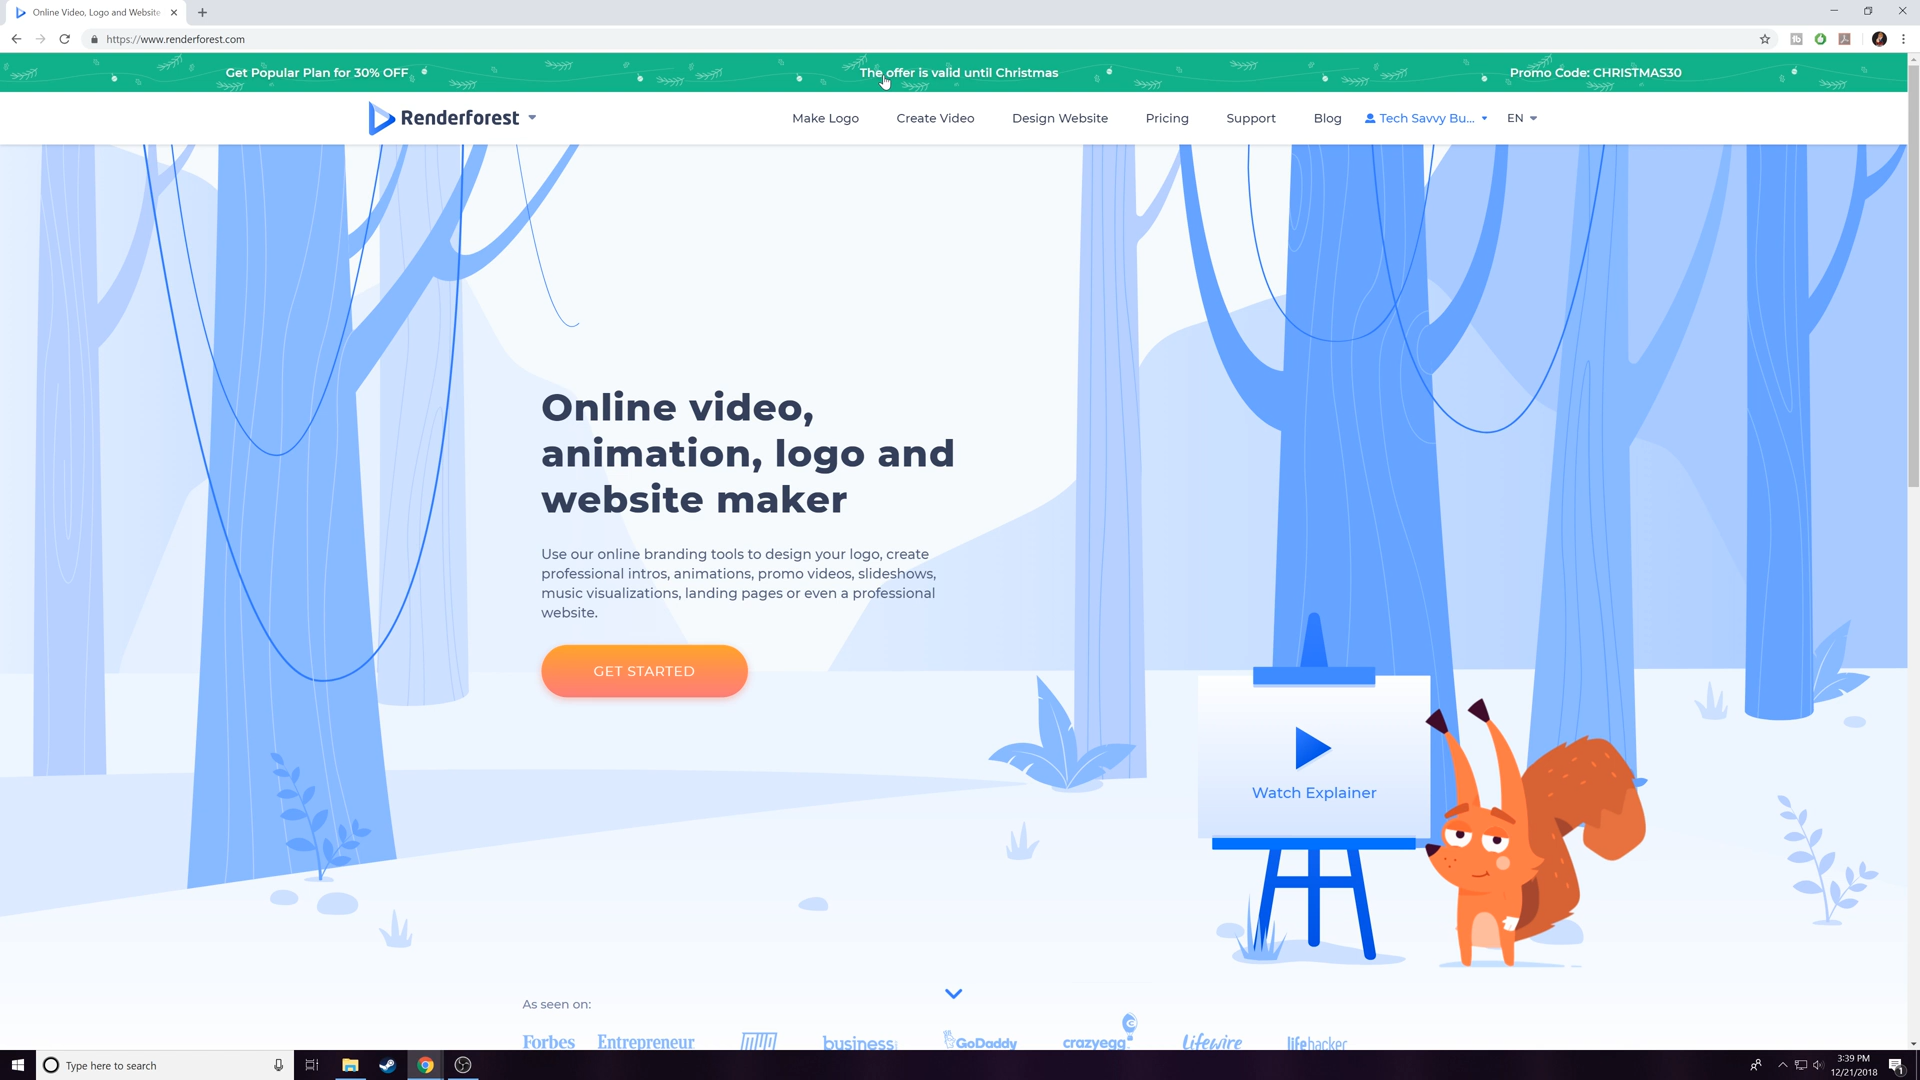 Online Video, Logo and Website
https://www.renderforest.com
Get Popular Plan for 30% OFF
The offer is valid until Christmas
Promo Code: CHRISTMAS30
Renderforest
Make Logo
Create Video
Design Website
Pricing
Support
Blog
Tech Savvy Bu...
EN
Online video,
animation, logo and
website maker
Use our online branding tools to design your logo, create
professional intros, animations, promo videos, slideshows,
music visualizations, landing pages or even a professional
website.
GET STARTED
Watch Explainer
As seen on:
Forbes
Entrepreneur
business
GoDaddy
crazyegg
Lifewire
lifehacker
Type here to search
3:39 PM
12/21/2018